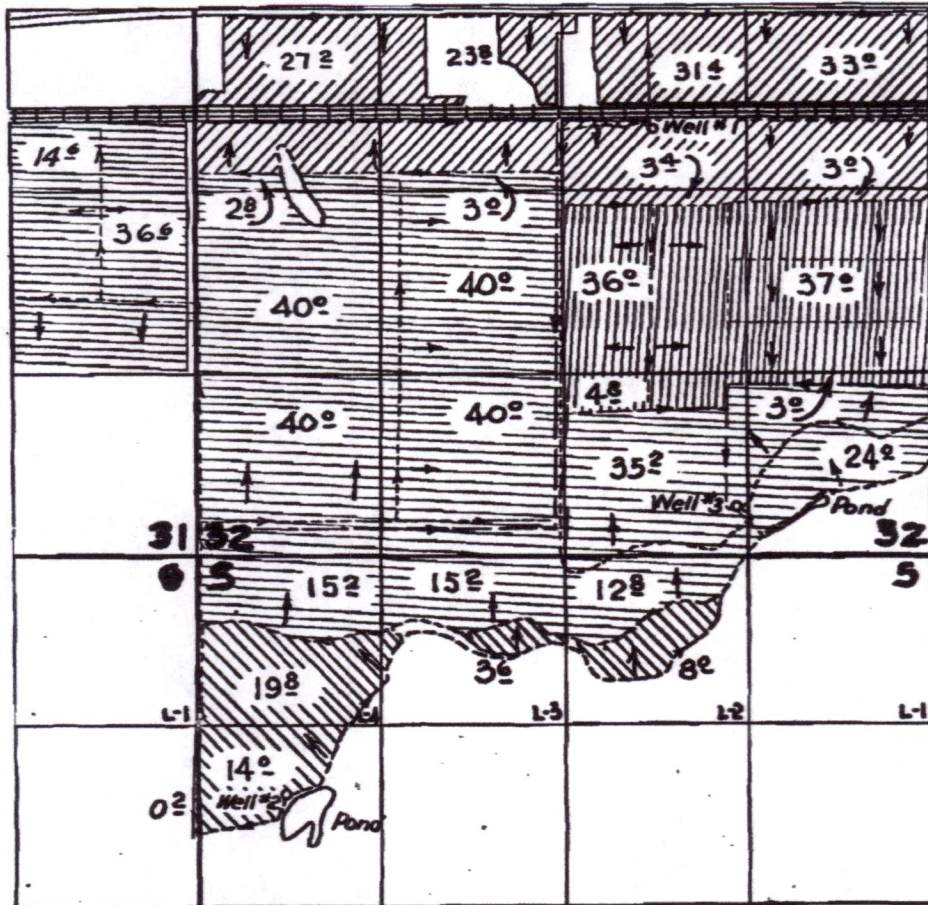 27² 23⁸ 31⁴ 33⁰
Well #1
14⁶ 3⁴ 3⁰
36⁶ 2⁸ 3⁰
40⁰ 40⁰ 36⁰ 37⁰
4⁸ 3⁰
40⁰ 40⁰ 35² 24⁰
Well #3 Pond
31 32 32
6 5 5
15² 15² 12⁸
19⁸ 3⁶ 8⁰
L-1 L-4 L-3 L-2 L-1
14⁰
0² Well #2 Pond